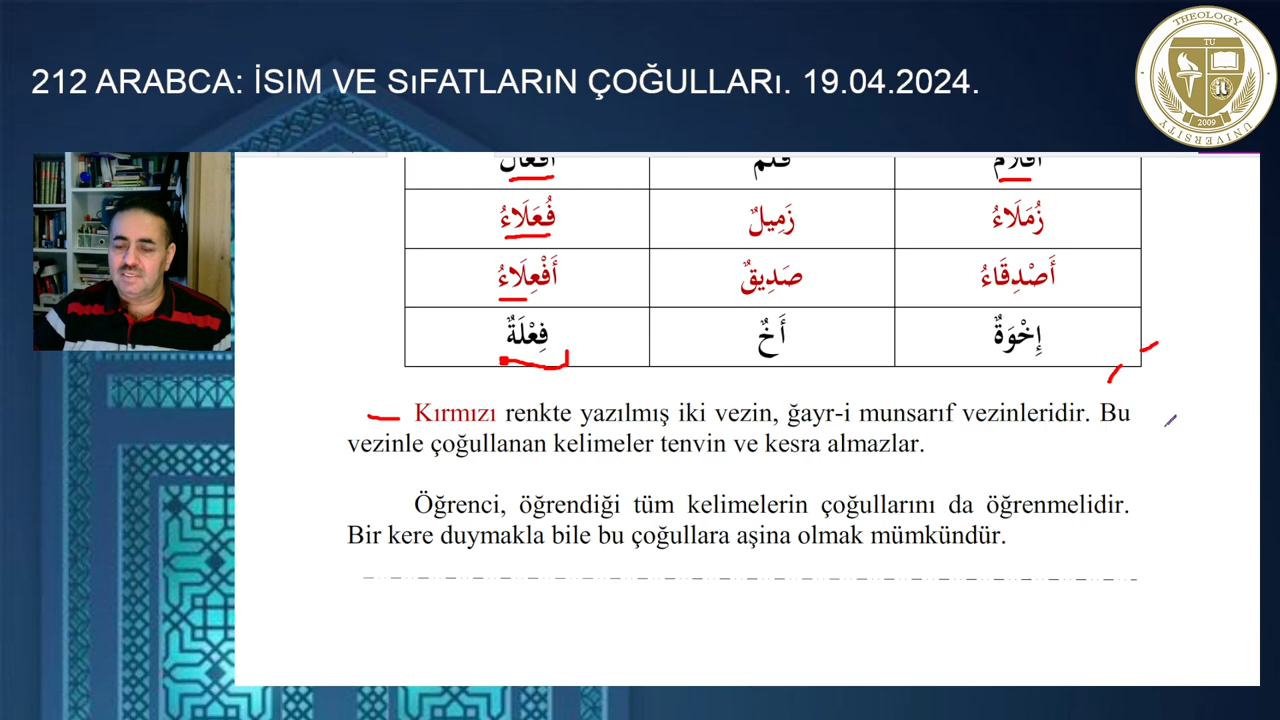 212 ARABCA: İSIM VE SıFATLARıN ÇOĞULLARı. 19.04.2024.
THEOLOGY
TU
2009
UNIVERSITY
أَفْعَالٌ قَلَمٌ أَقْلَامٌ
فُعَلَاءُ زَمِيلٌ زُمَلَاءُ
أَفْعِلَاءُ صَدِيقٌ أَصْدِقَاءُ
فِعْلَةٌ أَخٌ إِخْوَةٌ
Kırmızı renkte yazılmış iki vezin, ğayr-i munsarıf vezinleridir. Bu
vezinle çoğullanan kelimeler tenvin ve kesra almazlar.
Öğrenci, öğrendiği tüm kelimelerin çoğullarını da öğrenmelidir.
Bir kere duymakla bile bu çoğullara aşina olmak mümkündür.